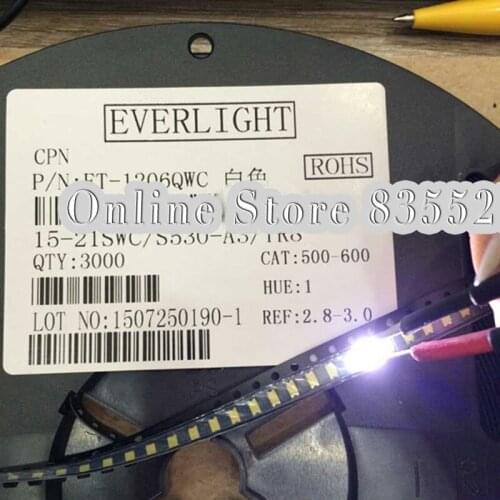 EVERLIGHT
CPN
P/N:FT-1206QWC 白色
ROHS
Online Store 83552
15-21SWC/S530-A3/TR8
QTY:3000
CAT:500-600
HUE:1
LOT NO:1507250190-1
REF:2.8-3.0